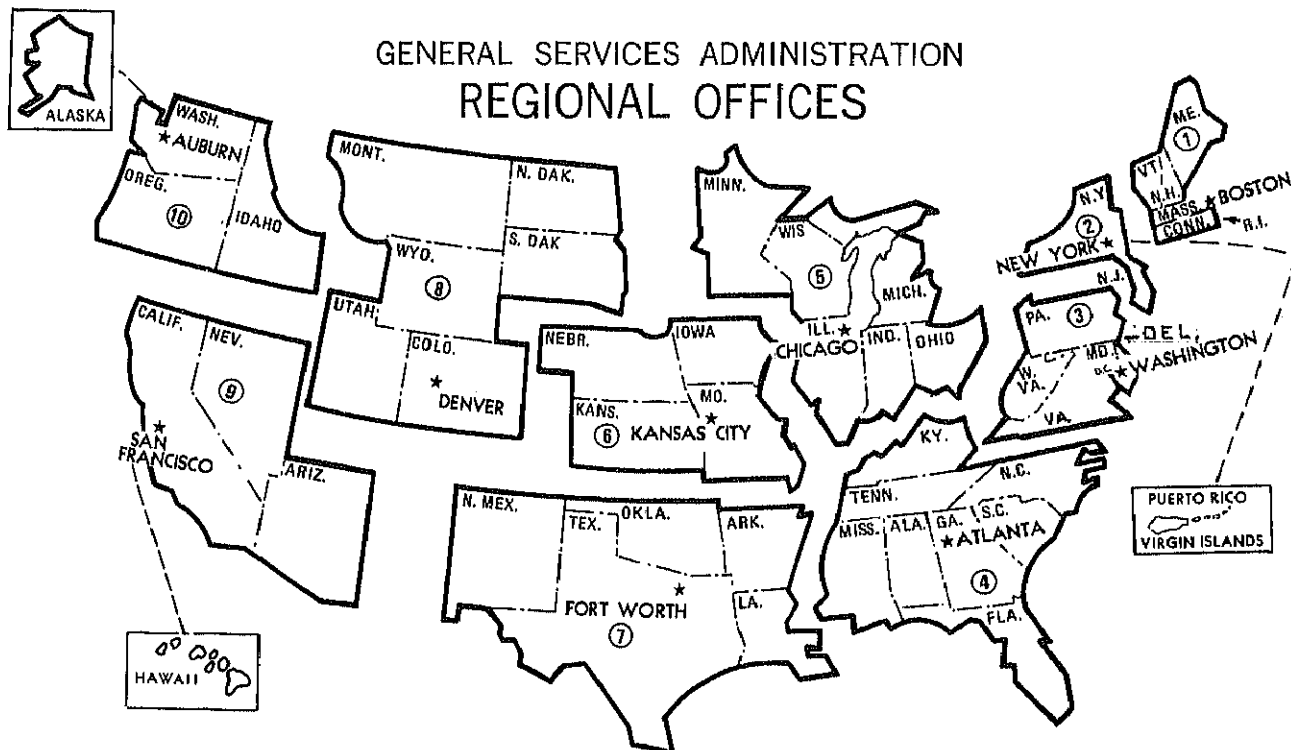 GENERAL SERVICES ADMINISTRATION
REGIONAL OFFICES
ALASKA
WASH.
★AUBURN
OREG.
⑩
IDAHO
MONT.
N. DAK.
S. DAK
WYO.
⑧
UTAH
COLO.
★
DENVER
CALIF.
NEV.
⑨
★
SAN
FRANCISCO
ARIZ.
HAWAII
NEBR.
IOWA
KANS.
MO.
⑥ KANSAS CITY
★
N. MEX.
TEX.
OKLA.
ARK.
LA.
★
FORT WORTH
⑦
MINN.
WIS
⑤
MICH.
ILL. ★
CHICAGO
IND.
OHIO
KY.
TENN.
N.C.
MISS.
ALA.
GA.
S.C.
★ATLANTA
④
FLA.
PA.
③
DEL.
MD.
D.C. ★WASHINGTON
W.
VA.
VA.
N.Y
②
NEW YORK★
N.J.
ME.
①
VT.
N.H.
MASS. ★BOSTON
CONN.
R.I.
PUERTO RICO
VIRGIN ISLANDS